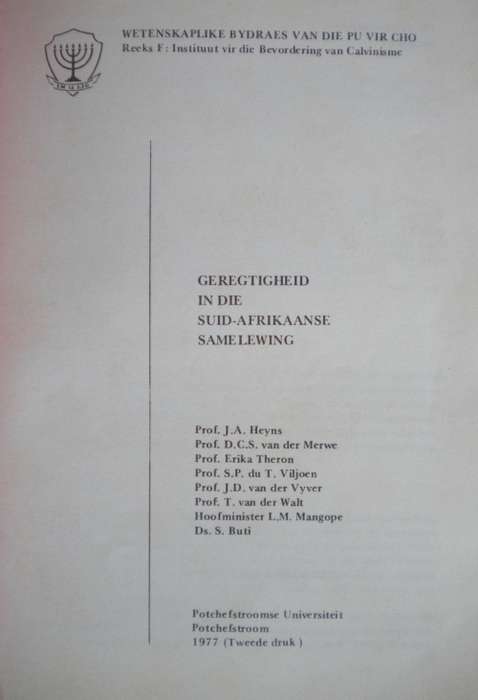 WETENSKAPLIKE BYDRAES VAN DIE PU VIR CHO
Reeks F: Instituut vir die Bevordering van Calvinisme
GEREGTIGHEID
IN DIE
SUID-AFRIKAANSE
SAMELEWING
Prof. J.A. Heyns
Prof. D.C.S. van der Merwe
Prof. Erika Theron
Prof. S.P. du T. Viljoen
Prof. J.D. van der Vyver
Prof. T. van der Walt
Hoofminister L.M. Mangope
Ds. S. Buti
Potchefstroomse Universiteit
Potchefstroom
1977 (Tweede druk )